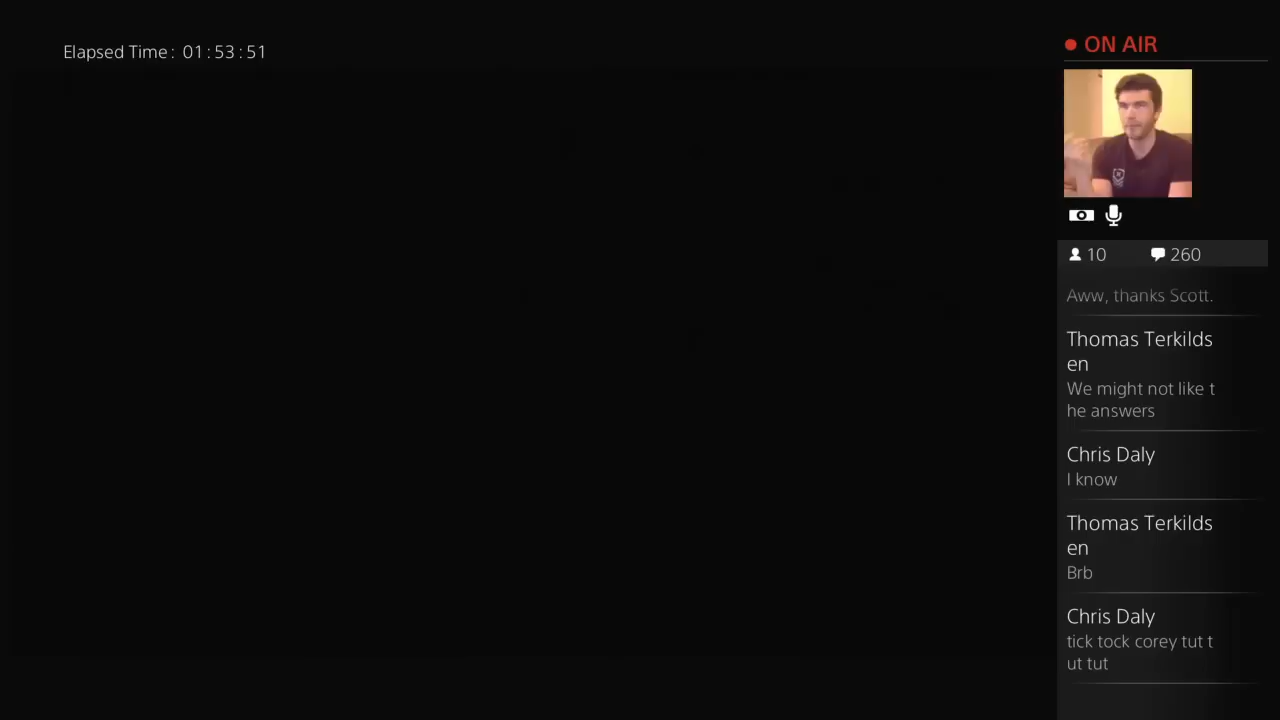 Elapsed Time: 01:53:51
ON AIR
10 260
Aww, thanks Scott.
Thomas Terkilds
en
We might not like t
he answers
Chris Daly
I know
Thomas Terkilds
en
Brb
Chris Daly
tick tock corey tut t
ut tut